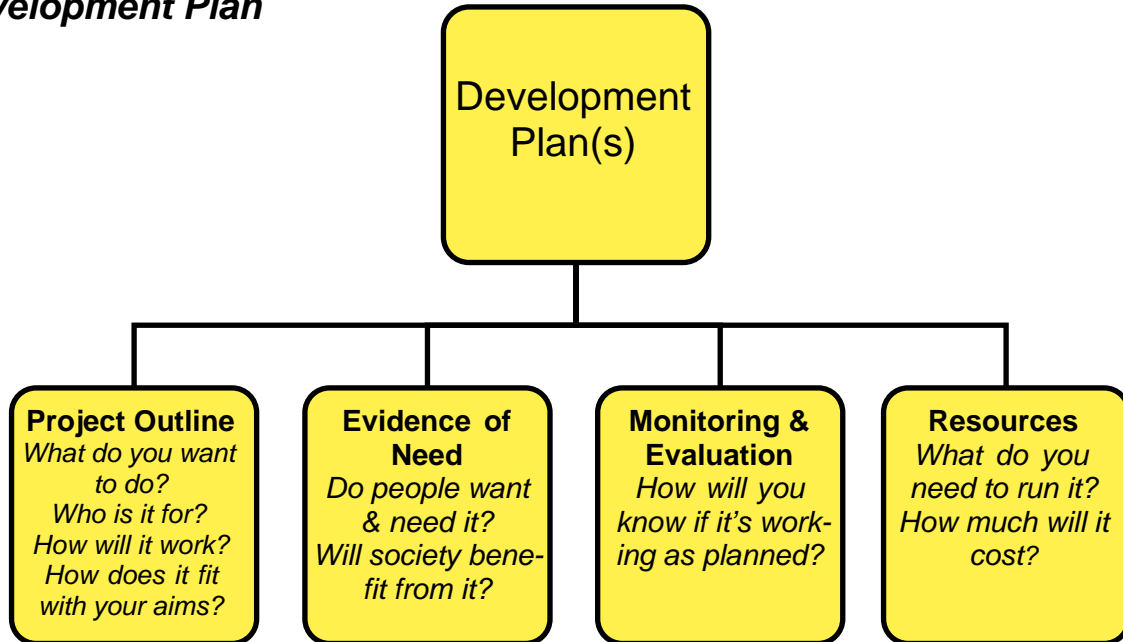 velopment Plan
Development
Plan(s)
Project Outline
What do you want
to do?
Who is it for?
How will it work?
How does it fit
with your aims?
Evidence of
Need
Do people want
& need it?
Will society bene-
fit from it?
Monitoring &
Evaluation
How will you
know if it's work-
ing as planned?
Resources
What do you
need to run it?
How much will it
cost?